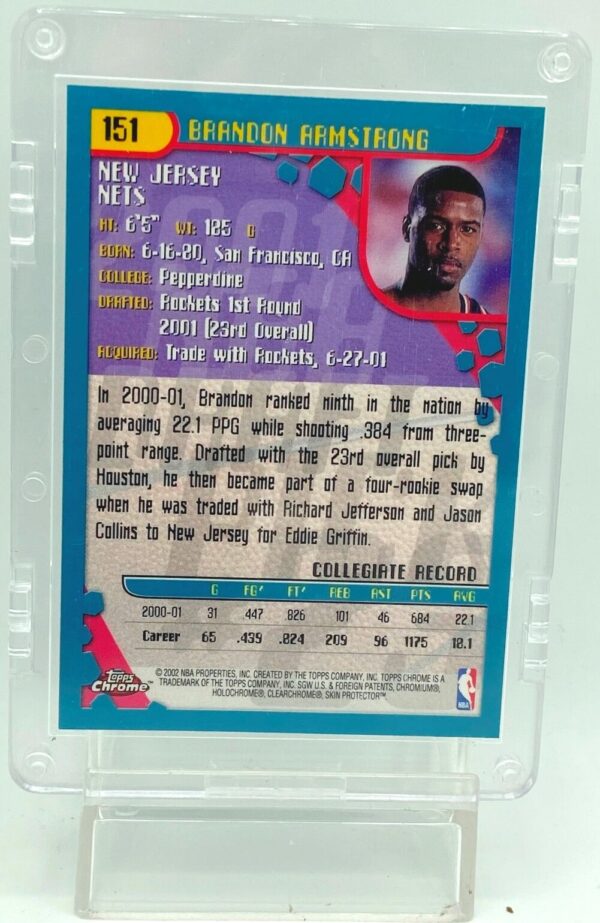 151 BRANDON ARMSTRONG
NEW JERSEY
NETS
HT: 6'5" WT: 185 G
BORN: 6-16-80, San Francisco, CA
COLLEGE: Pepperdine
DRAFTED: Rockets 1st Round
2001 (23rd Overall)
ACQUIRED: Trade with Rockets, 6-27-01
In 2000-01, Brandon ranked ninth in the nation by
averaging 22.1 PPG while shooting .384 from three-
point range. Drafted with the 23rd overall pick by
Houston, he then became part of a four-rookie swap
when he was traded with Richard Jefferson and Jason
Collins to New Jersey for Eddie Griffin.
COLLEGIATE RECORD
G FG% FT% REB AST PTS AVG
2000-01 31 .447 .826 101 46 684 22.1
Career 65 .439 .824 209 96 1175 18.1
topps Chrome
© 2002 NBA PROPERTIES, INC. CREATED BY THE TOPPS COMPANY, INC. TOPPS CHROME IS A
TRADEMARK OF THE TOPPS COMPANY, INC. SGW U.S. & FOREIGN PATENTS, CHROMIUM®,
HOLOCHROME®, CLEARCHROME®, SKIN PROTECTOR™.
NBA